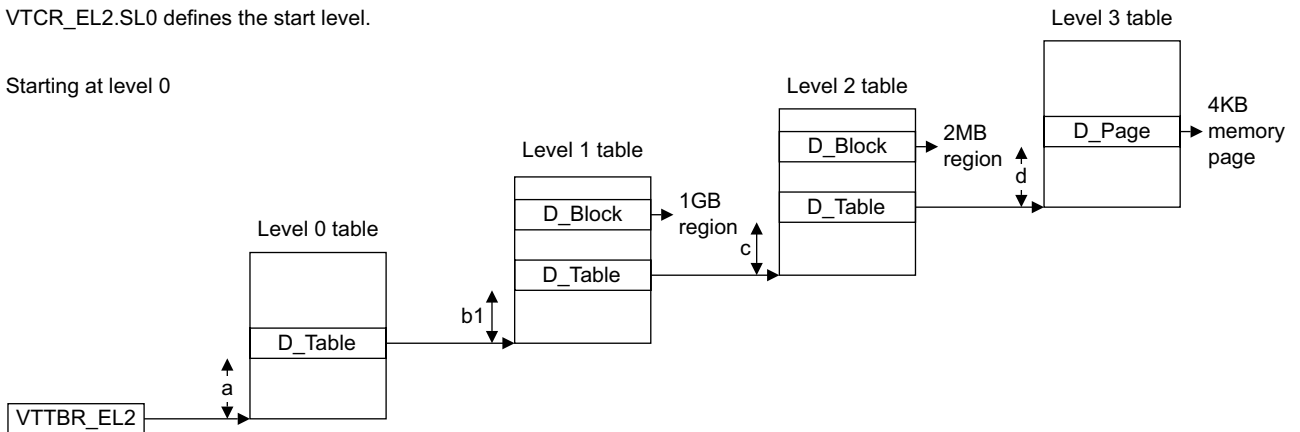 VTCR_EL2.SL0 defines the start level.
Starting at level 0
Level 3 table
D_Page
4KB
memory
page
Level 2 table
D_Block
2MB
region
D_Table
d
Level 1 table
D_Block
1GB
region
D_Table
c
Level 0 table
D_Table
b1
a
VTTBR_EL2